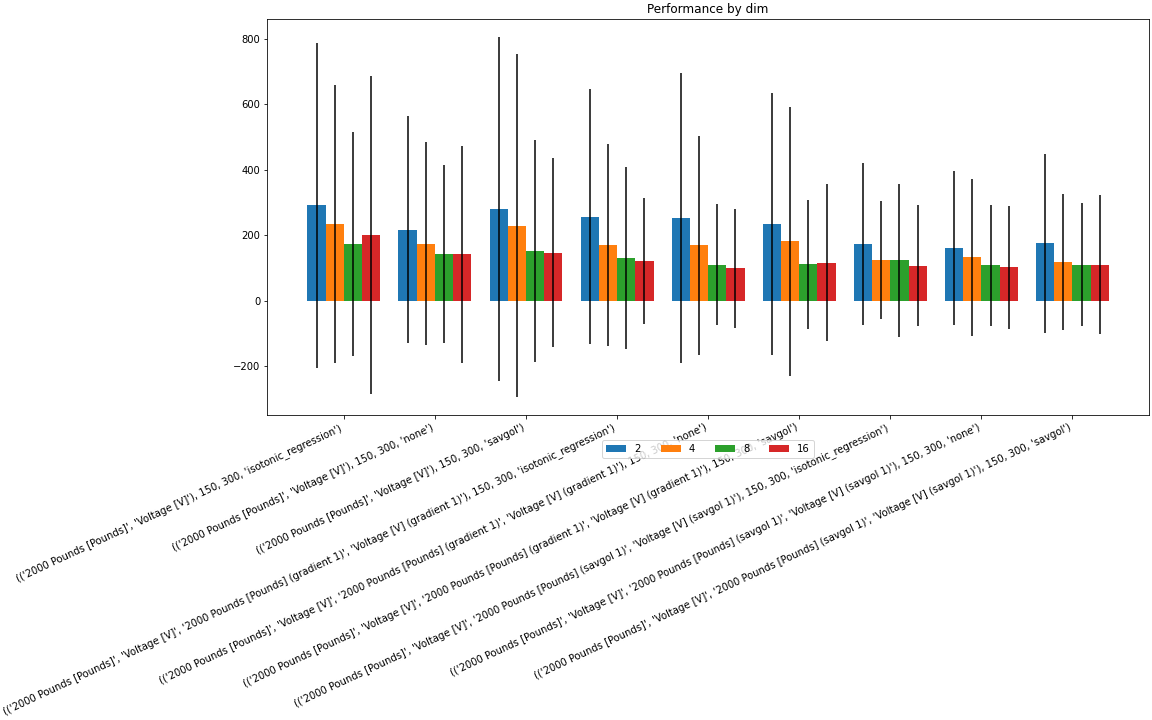 Performance by dim
800
600
400
200
0
−200
(('2000 Pounds [Pounds]', 'Voltage [V]'), 150, 300, 'isotonic_regression')
(('2000 Pounds [Pounds]', 'Voltage [V]'), 150, 300, 'none')
(('2000 Pounds [Pounds]', 'Voltage [V]'), 150, 300, 'savgol')
(('2000 Pounds [Pounds]', 'Voltage [V]', '2000 Pounds [Pounds] (gradient 1)', 'Voltage [V] (gradient 1)'), 150, 300, 'isotonic_regression')
(('2000 Pounds [Pounds]', 'Voltage [V]', '2000 Pounds [Pounds] (gradient 1)', 'Voltage [V] (gradient 1)'), 150, 300, 'none')
(('2000 Pounds [Pounds]', 'Voltage [V]', '2000 Pounds [Pounds] (gradient 1)', 'Voltage [V] (gradient 1)'), 150, 300, 'savgol')
(('2000 Pounds [Pounds]', 'Voltage [V]', '2000 Pounds [Pounds] (savgol 1)', 'Voltage [V] (savgol 1)'), 150, 300, 'isotonic_regression')
(('2000 Pounds [Pounds]', 'Voltage [V]', '2000 Pounds [Pounds] (savgol 1)', 'Voltage [V] (savgol 1)'), 150, 300, 'none')
(('2000 Pounds [Pounds]', 'Voltage [V]', '2000 Pounds [Pounds] (savgol 1)', 'Voltage [V] (savgol 1)'), 150, 300, 'savgol')
2 4 8 16